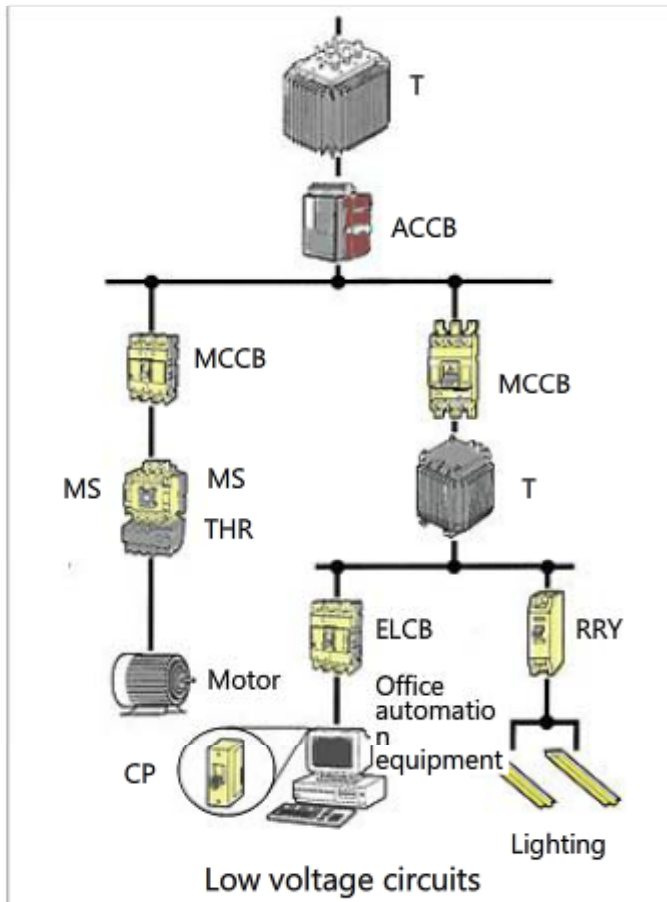 T
ACCB
MCCB
MCCB
MS
MS
THR
T
ELCB
RRY
Motor
Office
automatio
n
equipment
CP
Lighting
Low voltage circuits